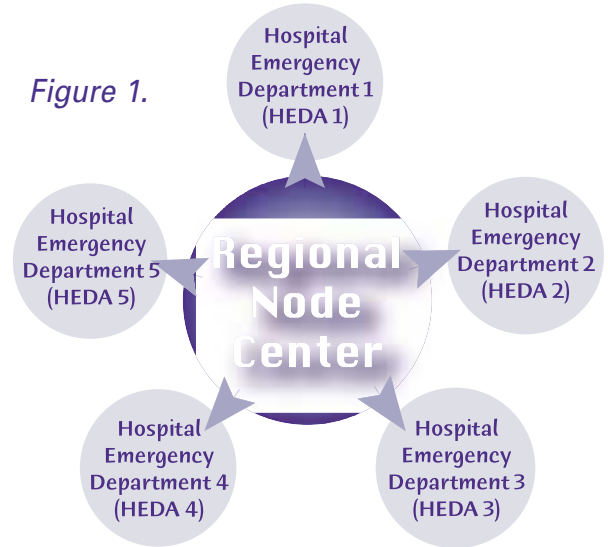 Figure 1.
Hospital
Emergency
Department 1
(HEDA 1)
Hospital
Emergency
Department 2
(HEDA 2)
Hospital
Emergency
Department 3
(HEDA 3)
Hospital
Emergency
Department 4
(HEDA 4)
Hospital
Emergency
Department 5
(HEDA 5)
Regional
Node
Center